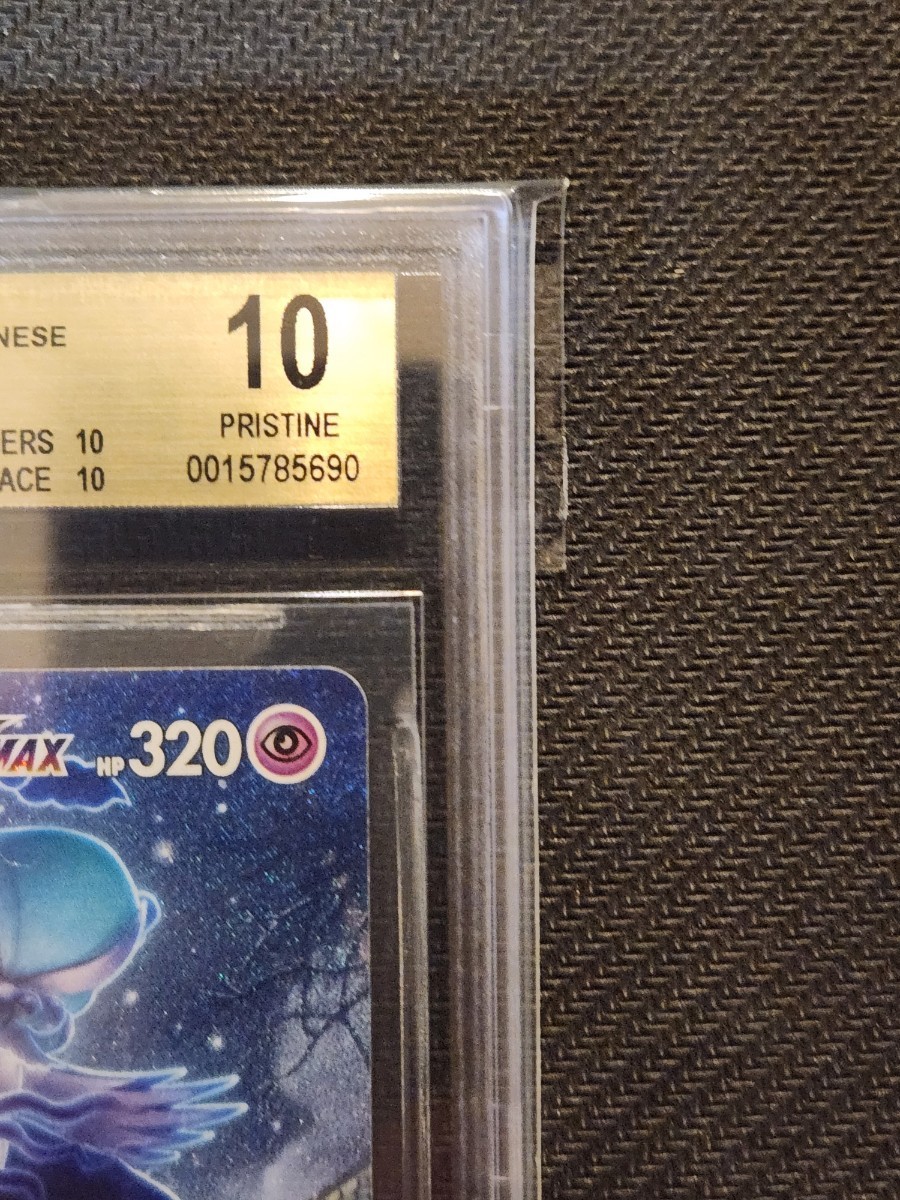 NESE
10
PRISTINE
ERS 10
ACE 10
0015785690
MAX HP 320